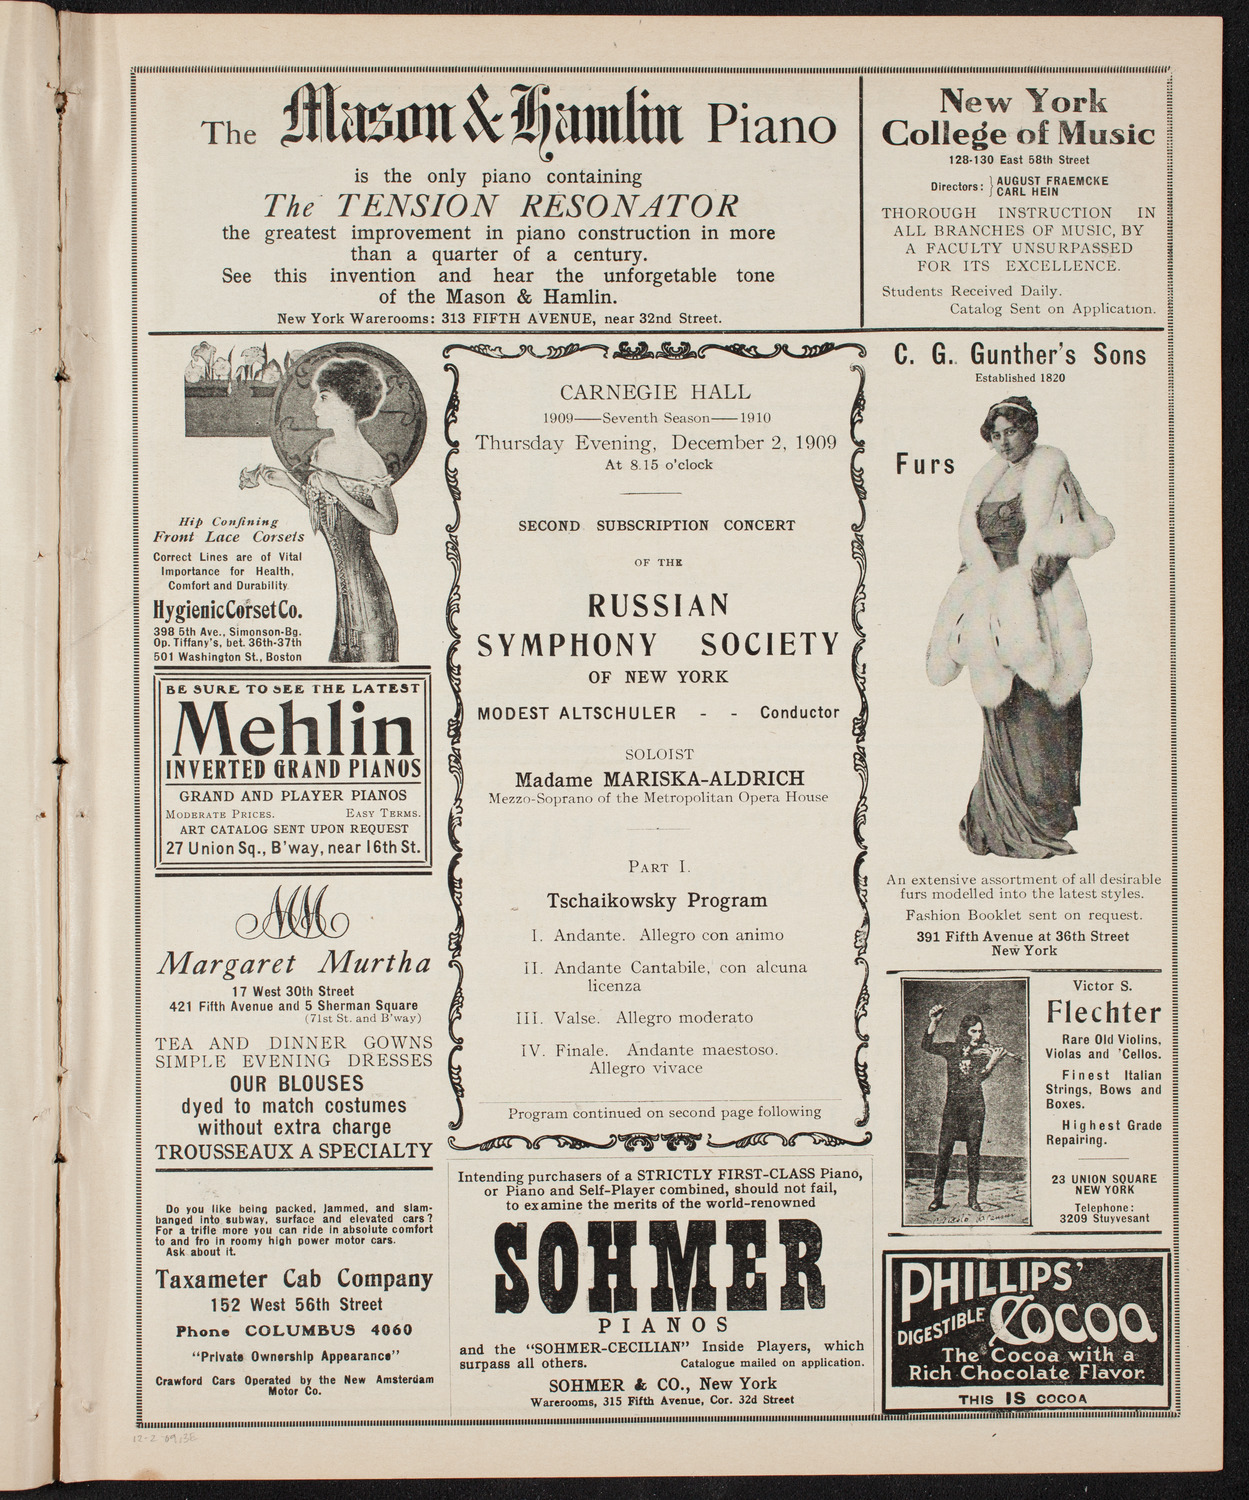 The Mason & Hamlin Piano
is the only piano containing
The TENSION RESONATOR
the greatest improvement in piano construction in more
than a quarter of a century.
See this invention and hear the unforgetable tone
of the Mason & Hamlin.
New York Warerooms: 313 FIFTH AVENUE, near 32nd Street.
New York
College of Music
128-130 East 58th Street
Directors: } AUGUST FRAEMCKE
CARL HEIN
THOROUGH INSTRUCTION IN
ALL BRANCHES OF MUSIC, BY
A FACULTY UNSURPASSED
FOR ITS EXCELLENCE.
Students Received Daily.
Catalog Sent on Application.
Hip Confining
Front Lace Corsets
Correct Lines are of Vital
Importance for Health,
Comfort and Durability
Hygienic Corset Co.
398 5th Ave., Simonson-Bg.
Op. Tiffany's, bet. 36th-37th
501 Washington St., Boston
BE SURE TO SEE THE LATEST
Mehlin
INVERTED GRAND PIANOS
GRAND AND PLAYER PIANOS
MODERATE PRICES. EASY TERMS.
ART CATALOG SENT UPON REQUEST
27 Union Sq., B'way, near 16th St.
MM
Margaret Murtha
17 West 30th Street
421 Fifth Avenue and 5 Sherman Square
(71st St. and B'way)
TEA AND DINNER GOWNS
SIMPLE EVENING DRESSES
OUR BLOUSES
dyed to match costumes
without extra charge
TROUSSEAUX A SPECIALTY
Do you like being packed, jammed, and slam-
banged into subway, surface and elevated cars?
For a trifle more you can ride in absolute comfort
to and fro in roomy high power motor cars.
Ask about it.
Taxameter Cab Company
152 West 56th Street
Phone COLUMBUS 4060
"Private Ownership Appearance"
Crawford Cars Operated by the New Amsterdam
Motor Co.
CARNEGIE HALL
1909——Seventh Season——1910
Thursday Evening, December 2, 1909
At 8.15 o'clock
SECOND SUBSCRIPTION CONCERT
OF THE
RUSSIAN
SYMPHONY SOCIETY
OF NEW YORK
MODEST ALTSCHULER - - Conductor
SOLOIST
Madame MARISKA-ALDRICH
Mezzo-Soprano of the Metropolitan Opera House
PART I.
Tschaikowsky Program
I. Andante. Allegro con animo
II. Andante Cantabile, con alcuna
licenza
III. Valse. Allegro moderato
IV. Finale. Andante maestoso.
Allegro vivace
Program continued on second page following
Intending purchasers of a STRICTLY FIRST-CLASS Piano,
or Piano and Self-Player combined, should not fail,
to examine the merits of the world-renowned
SOHMER
PIANOS
and the "SOHMER-CECILIAN" Inside Players, which
surpass all others. Catalogue mailed on application.
SOHMER & CO., New York
Warerooms, 315 Fifth Avenue, Cor. 32d Street
C. G. Gunther's Sons
Established 1820
Furs
An extensive assortment of all desirable
furs modelled into the latest styles.
Fashion Booklet sent on request.
391 Fifth Avenue at 36th Street
New York
Victor S.
Flechter
Rare Old Violins,
Violas and 'Cellos.
Finest Italian
Strings, Bows and
Boxes.
Highest Grade
Repairing.
23 UNION SQUARE
NEW YORK
Telephone:
3209 Stuyvesant
PHILLIPS'
DIGESTIBLE COCOA
The Cocoa with a
Rich Chocolate Flavor.
THIS IS COCOA